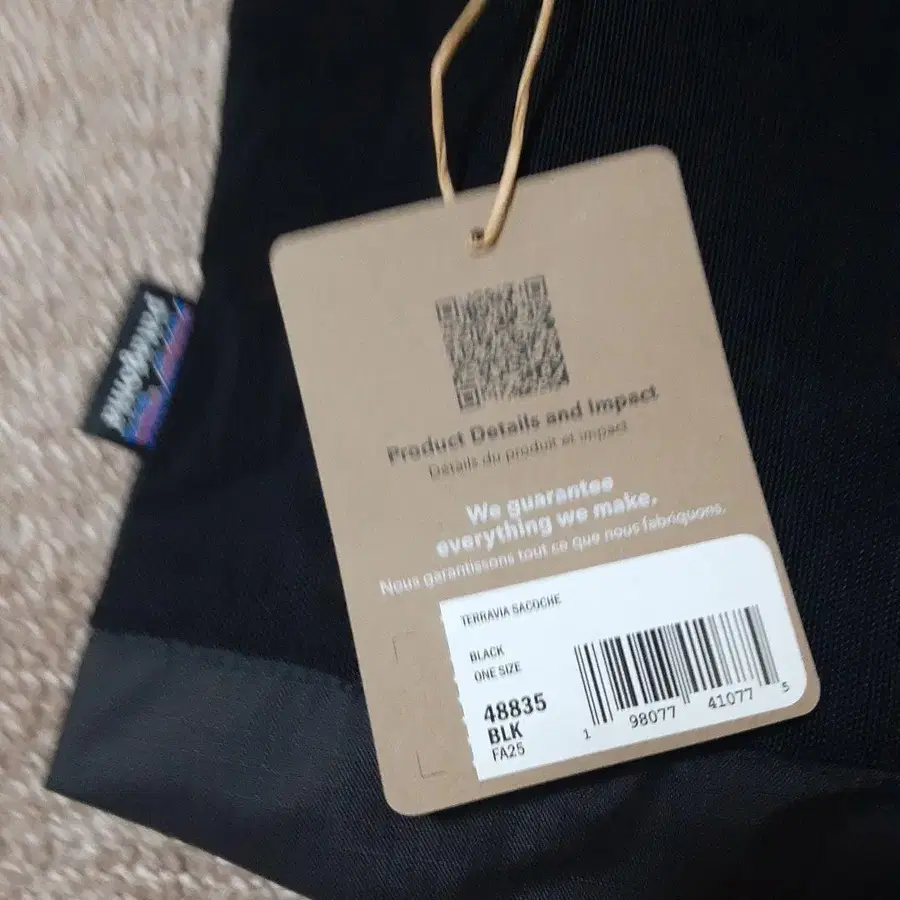 patagonia
Product Details and Impact
Détails du produit et impact
We guarantee
everything we make.
Nous garantissons tout ce que nous fabriquons.
TERRAVIA SACOCHE
BLACK
ONE SIZE
48835
BLK
FA25
1 98077 41077 5